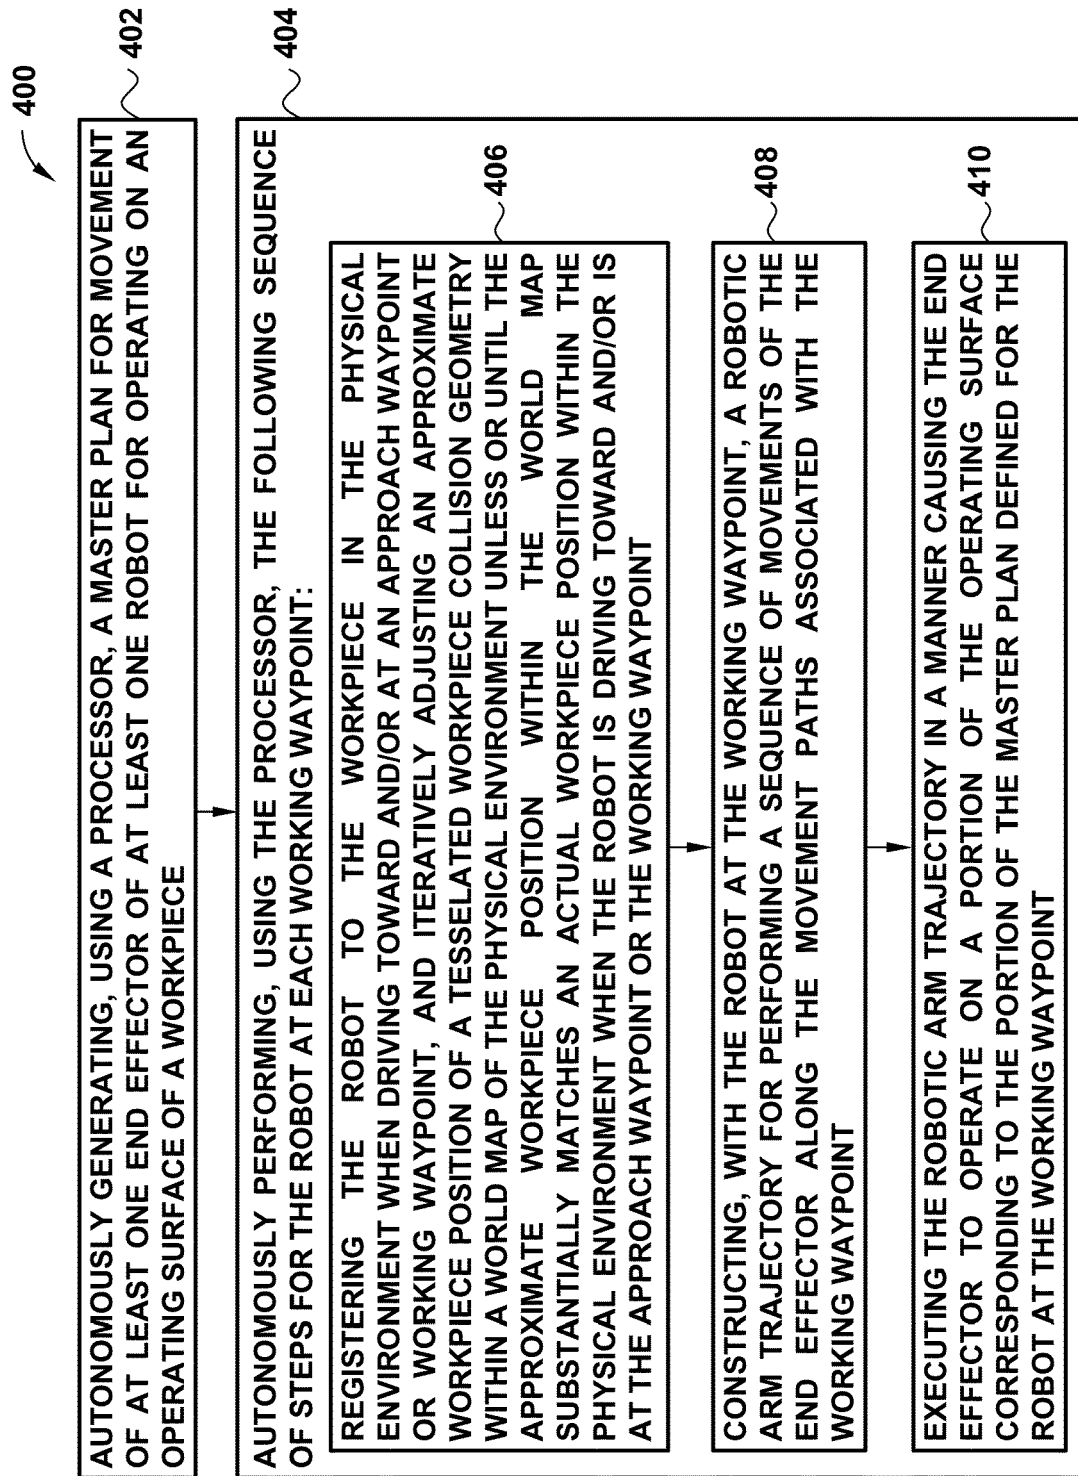 400
AUTONOMOUSLY GENERATING, USING A PROCESSOR, A MASTER PLAN FOR MOVEMENT
OF AT LEAST ONE END EFFECTOR OF AT LEAST ONE ROBOT FOR OPERATING ON AN
OPERATING SURFACE OF A WORKPIECE
402
AUTONOMOUSLY PERFORMING, USING THE PROCESSOR, THE FOLLOWING SEQUENCE
OF STEPS FOR THE ROBOT AT EACH WORKING WAYPOINT:
404
REGISTERING THE ROBOT TO THE WORKPIECE IN THE PHYSICAL
ENVIRONMENT WHEN DRIVING TOWARD AND/OR AT AN APPROACH WAYPOINT
OR WORKING WAYPOINT, AND ITERATIVELY ADJUSTING AN APPROXIMATE
WORKPIECE POSITION OF A TESSELATED WORKPIECE COLLISION GEOMETRY
WITHIN A WORLD MAP OF THE PHYSICAL ENVIRONMENT UNLESS OR UNTIL THE
APPROXIMATE WORKPIECE POSITION WITHIN THE WORLD MAP
SUBSTANTIALLY MATCHES AN ACTUAL WORKPIECE POSITION WITHIN THE
PHYSICAL ENVIRONMENT WHEN THE ROBOT IS DRIVING TOWARD AND/OR IS
AT THE APPROACH WAYPOINT OR THE WORKING WAYPOINT
406
CONSTRUCTING, WITH THE ROBOT AT THE WORKING WAYPOINT, A ROBOTIC
ARM TRAJECTORY FOR PERFORMING A SEQUENCE OF MOVEMENTS OF THE
END EFFECTOR ALONG THE MOVEMENT PATHS ASSOCIATED WITH THE
WORKING WAYPOINT
408
EXECUTING THE ROBOTIC ARM TRAJECTORY IN A MANNER CAUSING THE END
EFFECTOR TO OPERATE ON A PORTION OF THE OPERATING SURFACE
CORRESPONDING TO THE PORTION OF THE MASTER PLAN DEFINED FOR THE
ROBOT AT THE WORKING WAYPOINT
410